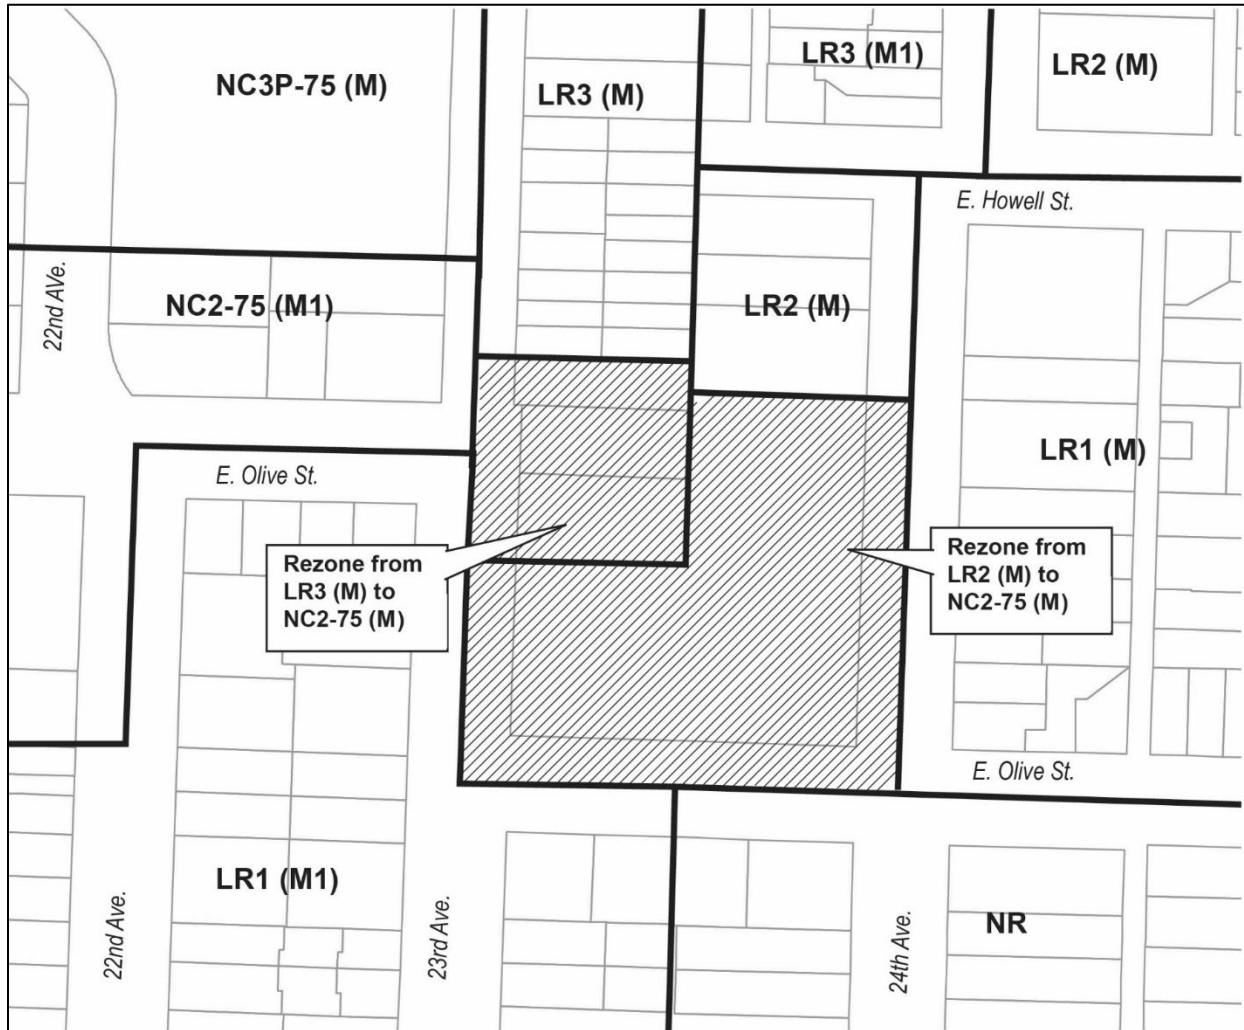 LR3 (M1)
LR2 (M)
NC3P-75 (M)
LR3 (M)
E. Howell St.
22nd AVe.
NC2-75 (M1)
LR2 (M)
LR1 (M)
E. Olive St.
Rezone from
LR3 (M) to
NC2-75 (M)
Rezone from
LR2 (M) to
NC2-75 (M)
E. Olive St.
LR1 (M1)
NR
22nd Ave.
23rd Ave.
24th Ave.